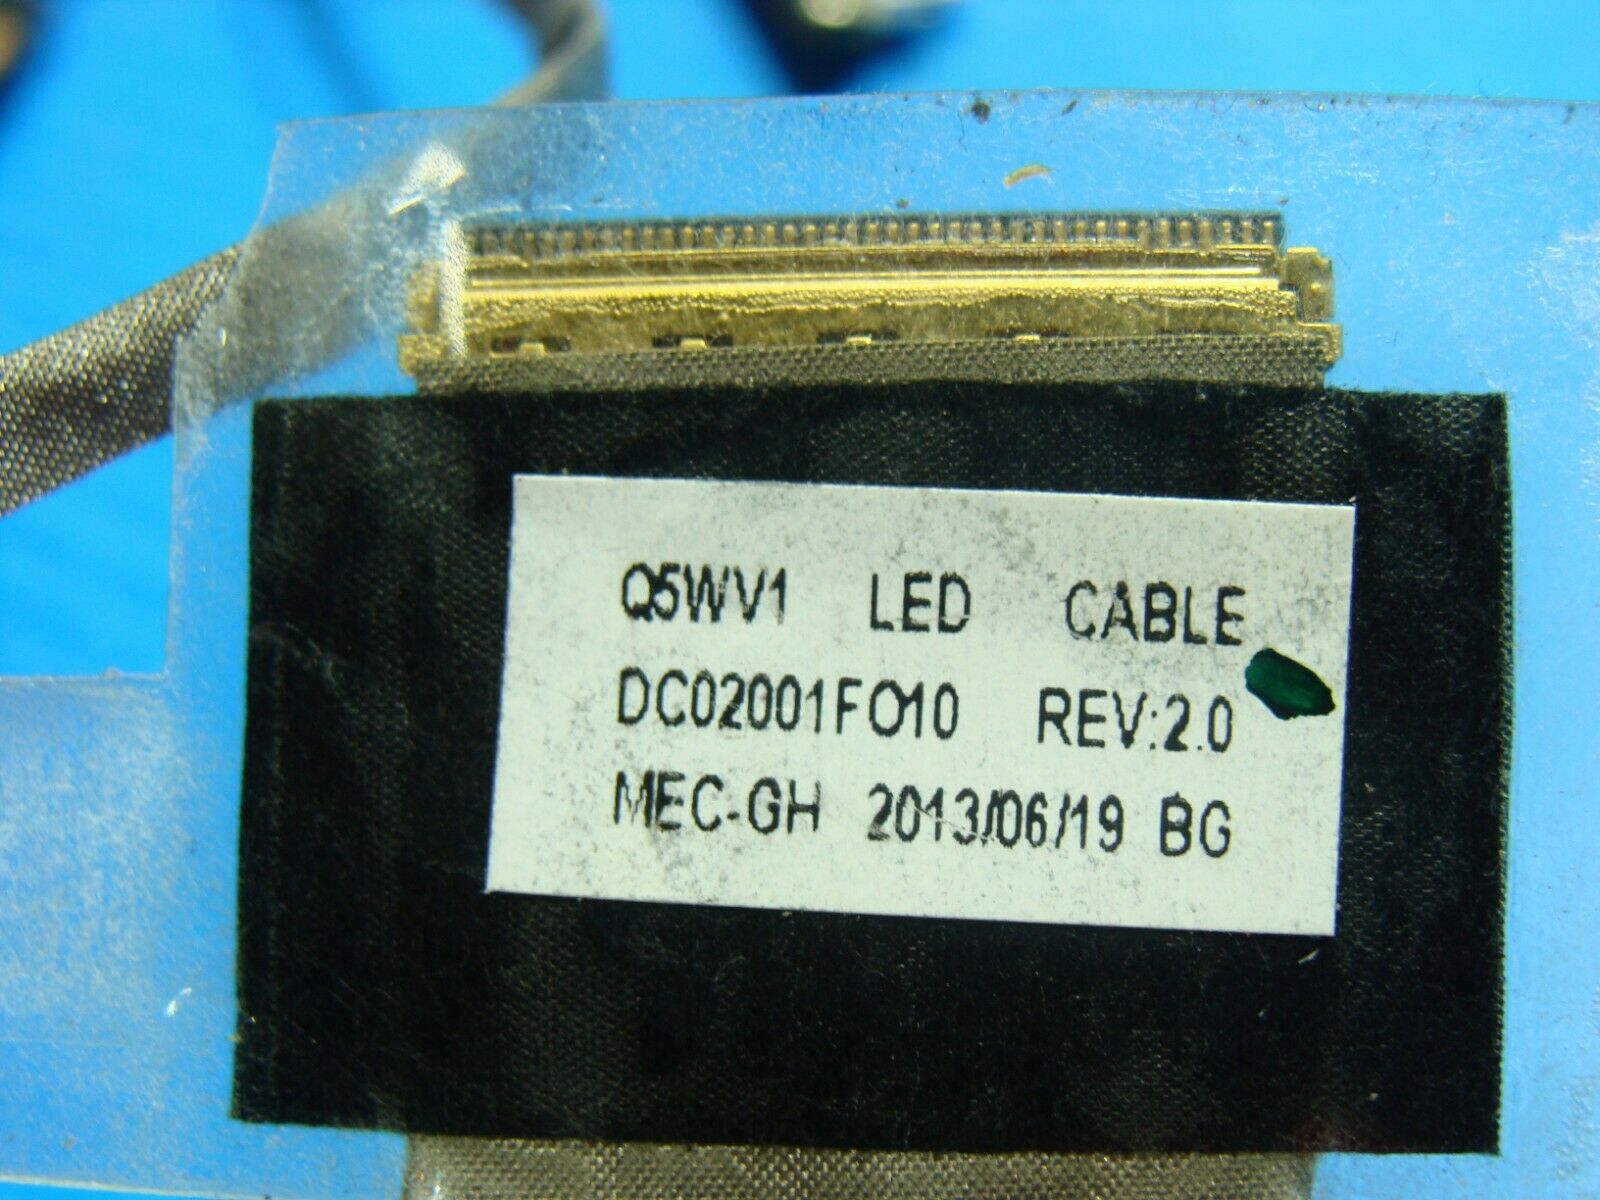 Q5WV1 LED CABLE
DC02001FO10 REV:2.0
MEC-GH 2013/06/19 BG